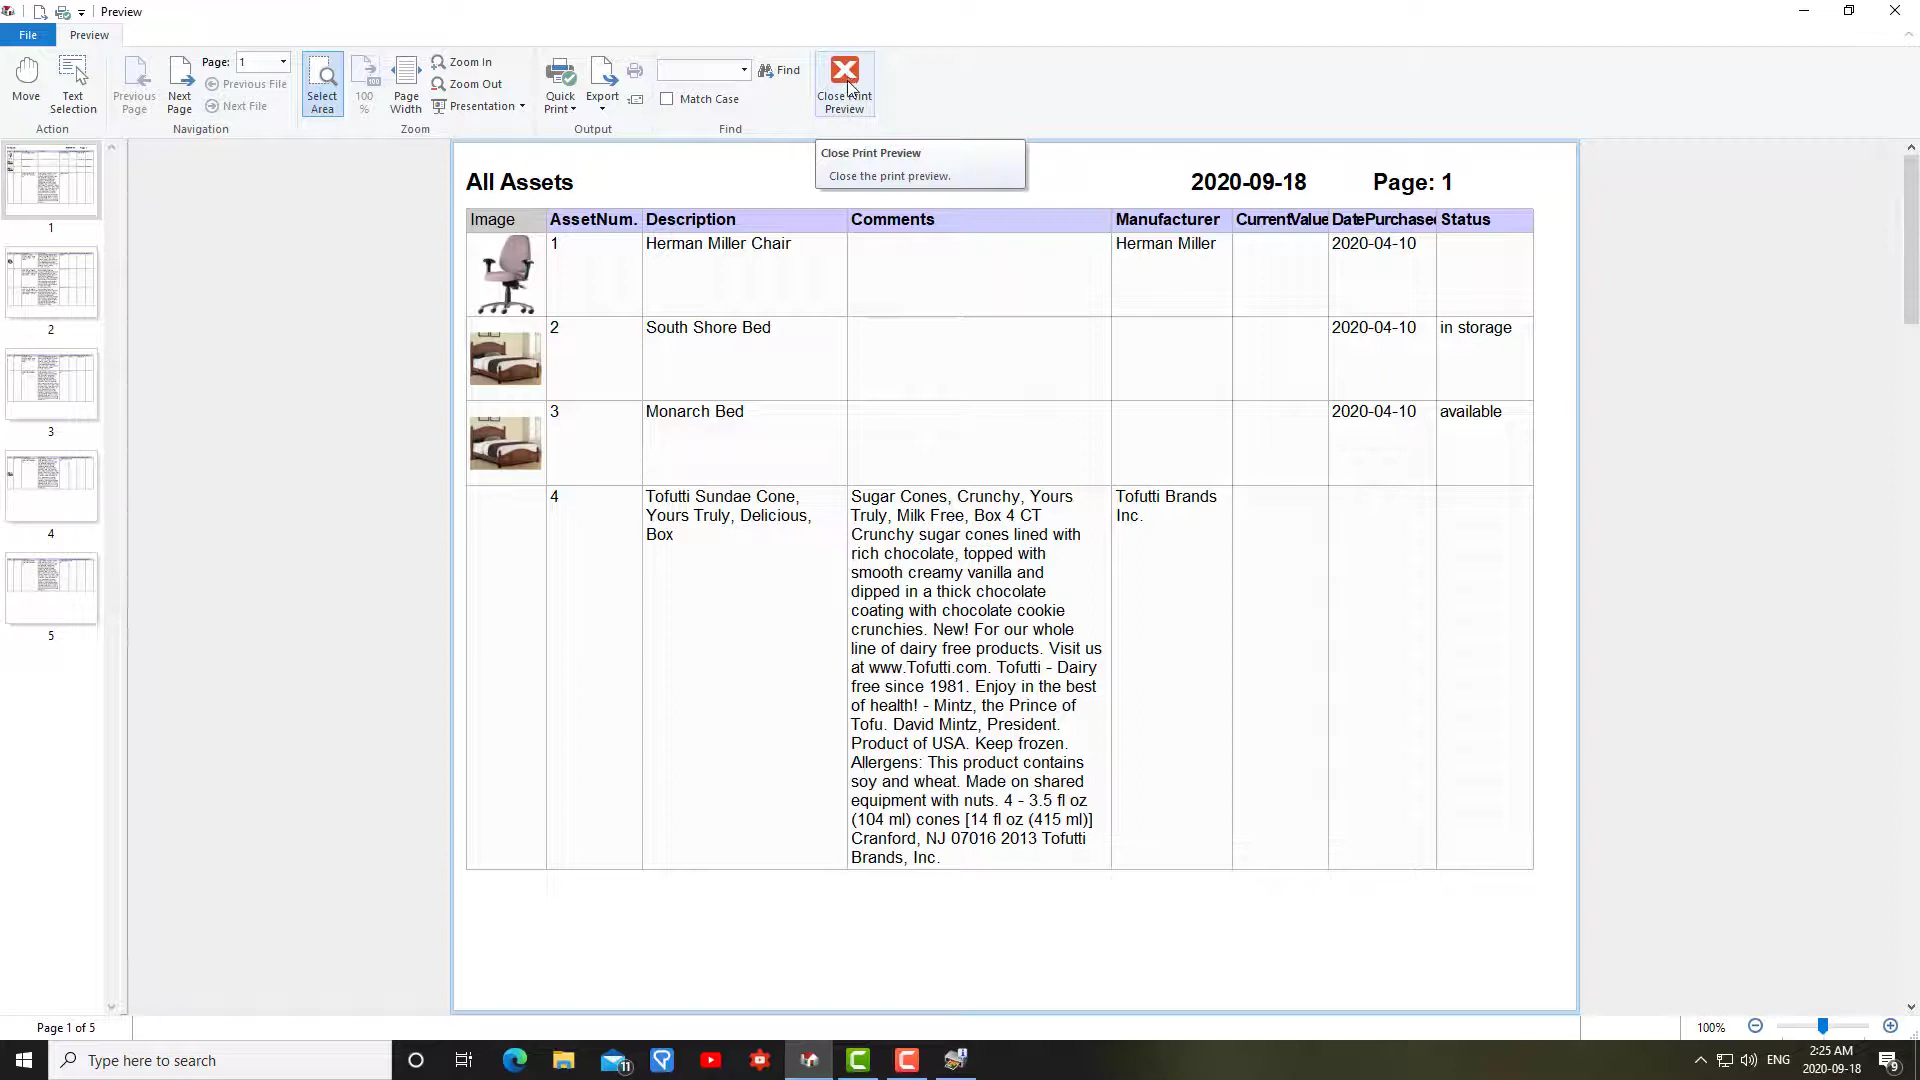 Preview
File
Preview
Move
Text Selection
Action
Previous Page
Next Page
Page: 1
Previous File
Next File
Navigation
Select Area
100 %
Page Width
Zoom In
Zoom Out
Presentation
Zoom
Quick Print
Export
Output
Find
Match Case
Find
Close Print Preview
Close Print Preview
Close the print preview.
1
2
3
4
5
All Assets 2020-09-18 Page: 1
Image AssetNum. Description Comments Manufacturer CurrentValue DatePurchased Status
1 Herman Miller Chair Herman Miller 2020-04-10
2 South Shore Bed 2020-04-10 in storage
3 Monarch Bed 2020-04-10 available
4
Tofutti Sundae Cone,
Yours Truly, Delicious,
Box
Sugar Cones, Crunchy, Yours
Truly, Milk Free, Box 4 CT
Crunchy sugar cones lined with
rich chocolate, topped with
smooth creamy vanilla and
dipped in a thick chocolate
coating with chocolate cookie
crunchies. New! For our whole
line of dairy free products. Visit us
at www.Tofutti.com. Tofutti - Dairy
free since 1981. Enjoy in the best
of health! - Mintz, the Prince of
Tofu. David Mintz, President.
Product of USA. Keep frozen.
Allergens: This product contains
soy and wheat. Made on shared
equipment with nuts. 4 - 3.5 fl oz
(104 ml) cones [14 fl oz (415 ml)]
Cranford, NJ 07016 2013 Tofutti
Brands, Inc.
Tofutti Brands
Inc.
Page 1 of 5
100%
Type here to search
11
ENG
2:25 AM
2020-09-18
9